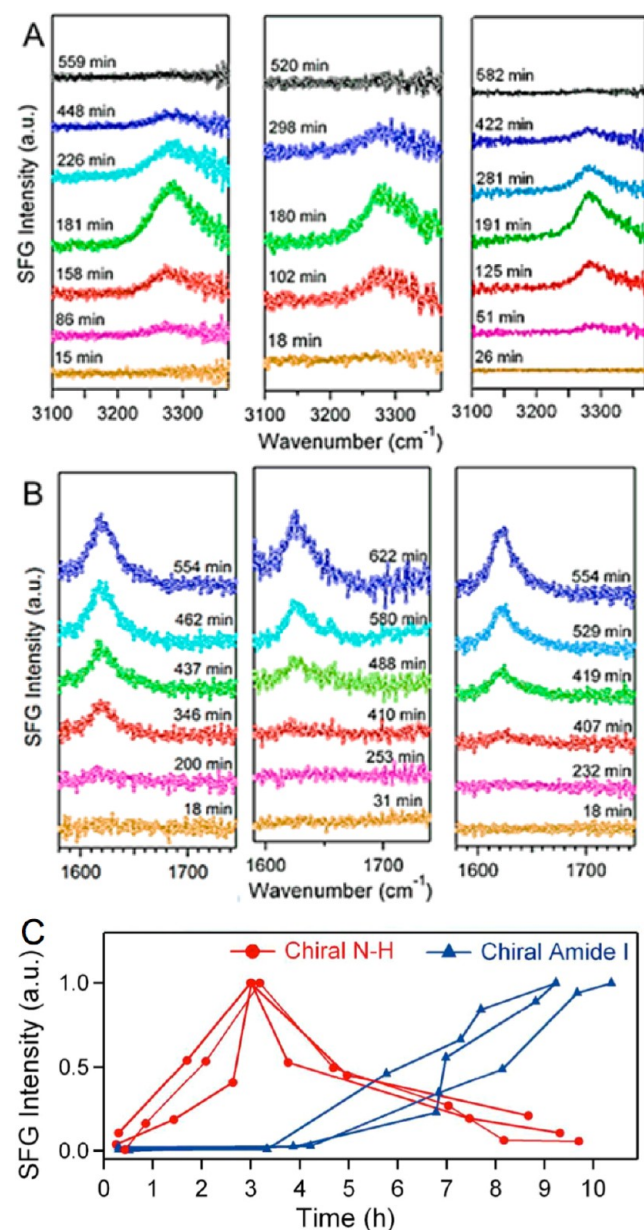 A
559 min
448 min
226 min
181 min
158 min
86 min
15 min
520 min
298 min
180 min
102 min
18 min
582 min
422 min
281 min
191 min
125 min
51 min
26 min
SFG Intensity (a.u.)
3100 3200 3300
3100 3200 3300
3100 3200 3300
Wavenumber (cm⁻¹)
B
554 min
462 min
437 min
346 min
200 min
18 min
622 min
580 min
488 min
410 min
253 min
31 min
554 min
529 min
419 min
407 min
232 min
18 min
SFG Intensity (a.u.)
1600 1700
1600 1700
1600 1700
Wavenumber (cm⁻¹)
C
Chiral N-H Chiral Amide I
1.0
0.5
0.0
SFG Intensity (a.u.)
0 1 2 3 4 5 6 7 8 9 10
Time (h)